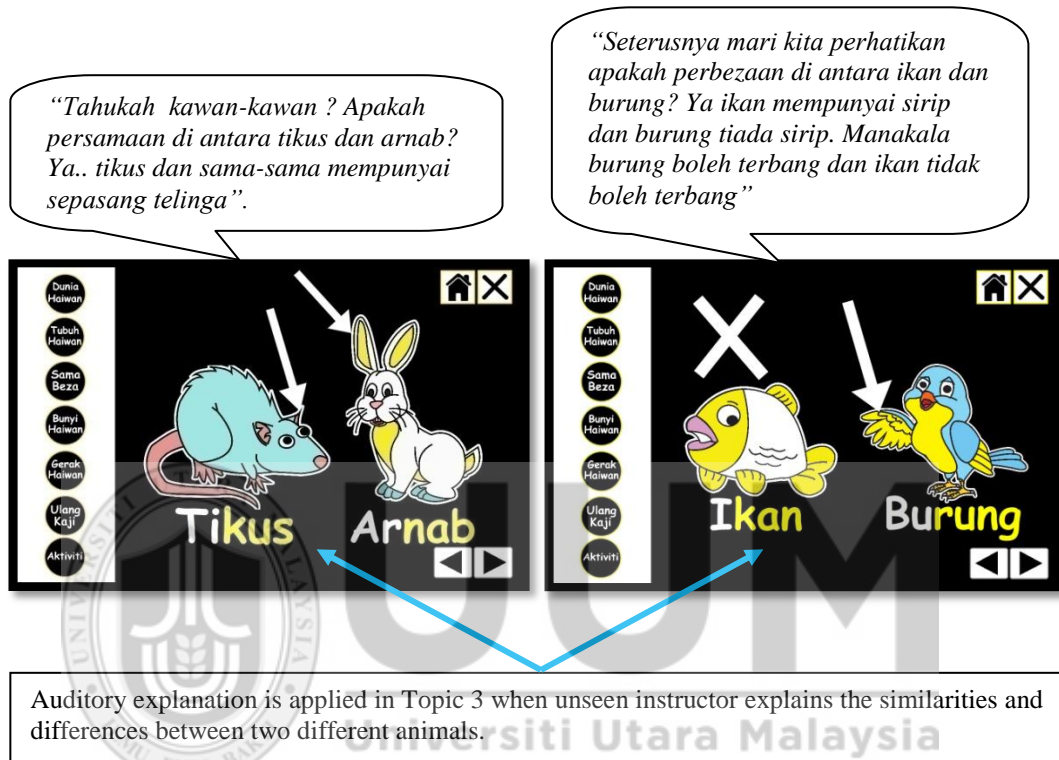 “Tahukah kawan-kawan ? Apakah
persamaan di antara tikus dan arnab?
Ya.. tikus dan sama-sama mempunyai
sepasang telinga”.
“Seterusnya mari kita perhatikan
apakah perbezaan di antara ikan dan
burung? Ya ikan mempunyai sirip
dan burung tiada sirip. Manakala
burung boleh terbang dan ikan tidak
boleh terbang”
Dunia
Haiwan
Tubuh
Haiwan
Sama
Beza
Bunyi
Haiwan
Gerak
Haiwan
Ulang
Kaji
Aktiviti
Tikus Arnab
Dunia
Haiwan
Tubuh
Haiwan
Sama
Beza
Bunyi
Haiwan
Gerak
Haiwan
Ulang
Kaji
Aktiviti
Ikan Burung
UUM
Auditory explanation is applied in Topic 3 when unseen instructor explains the similarities and
differences between two different animals.
Universiti Utara Malaysia